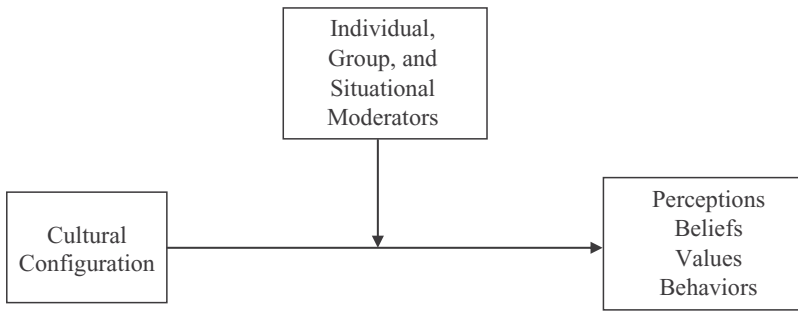 Individual,
Group, and
Situational
Moderators
Cultural
Configuration
Perceptions
Beliefs
Values
Behaviors